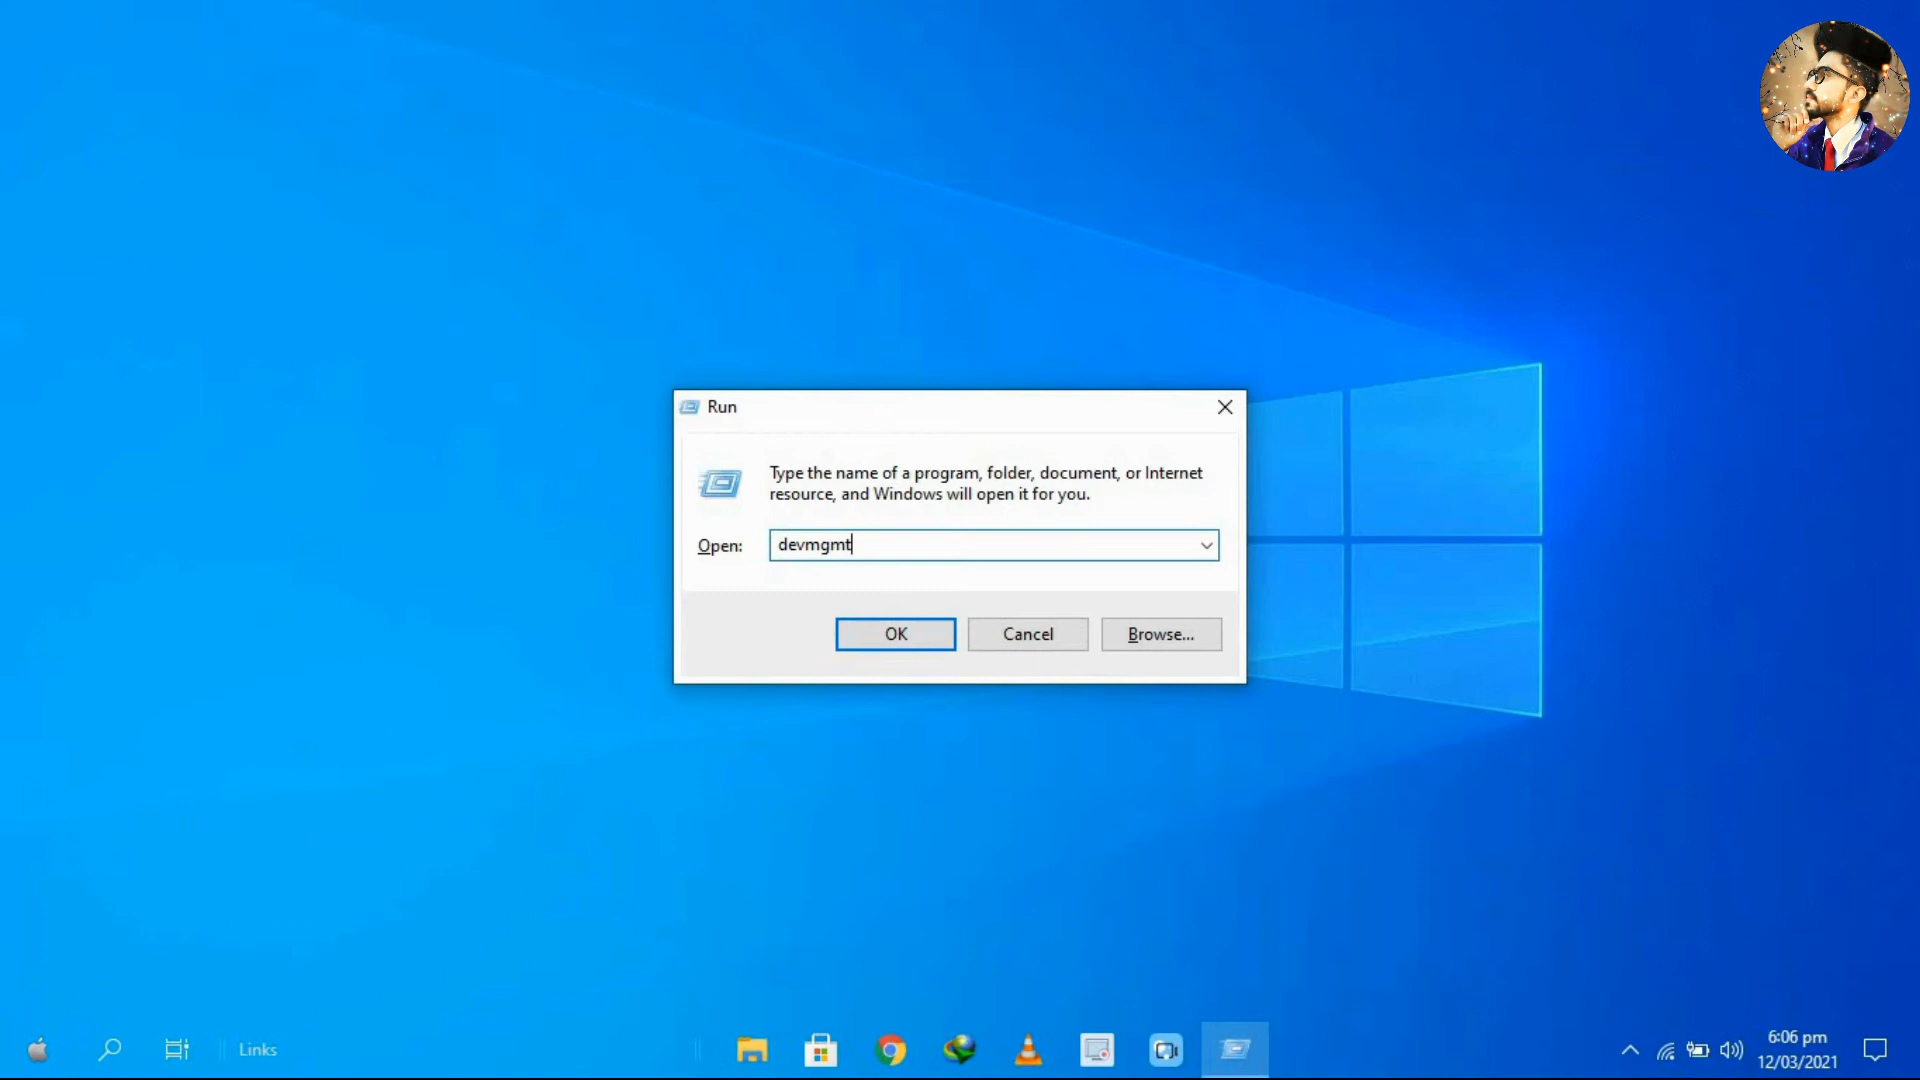 Run
Type the name of a program, folder, document, or Internet
resource, and Windows will open it for you.
Open:
devmgmt
OK
Cancel
Browse...
Links
6:06 pm
12/03/2021